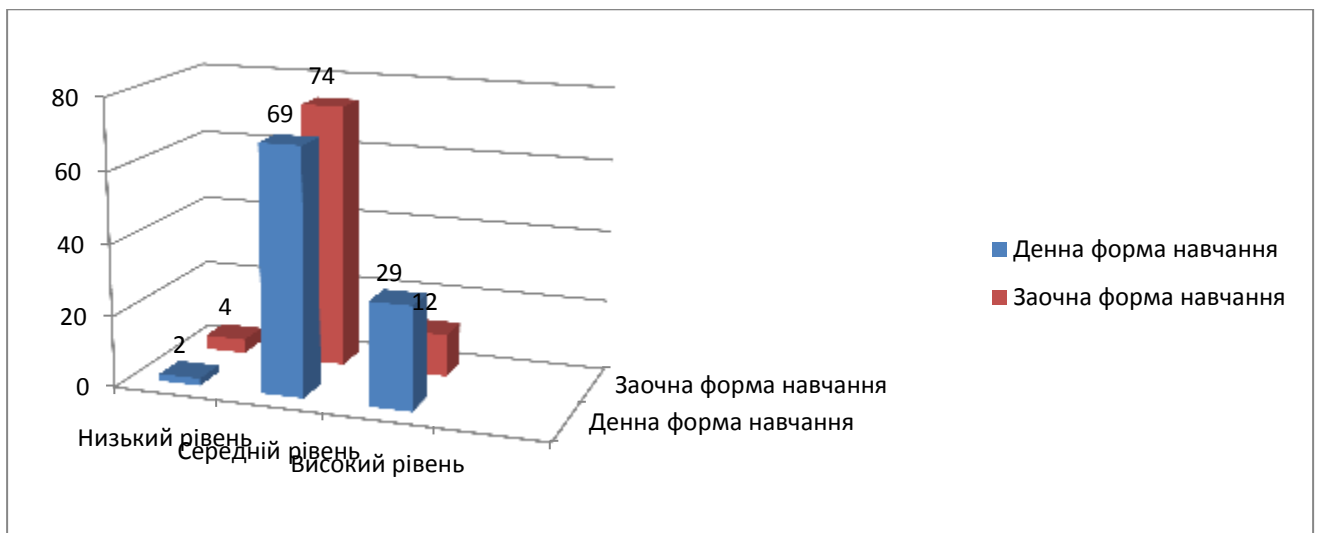 80
60
40
20
0
2
69
29
4
74
12
Низький рівень
Середній рівень
Високий рівень
Заочна форма навчання
Денна форма навчання
Денна форма навчання
Заочна форма навчання